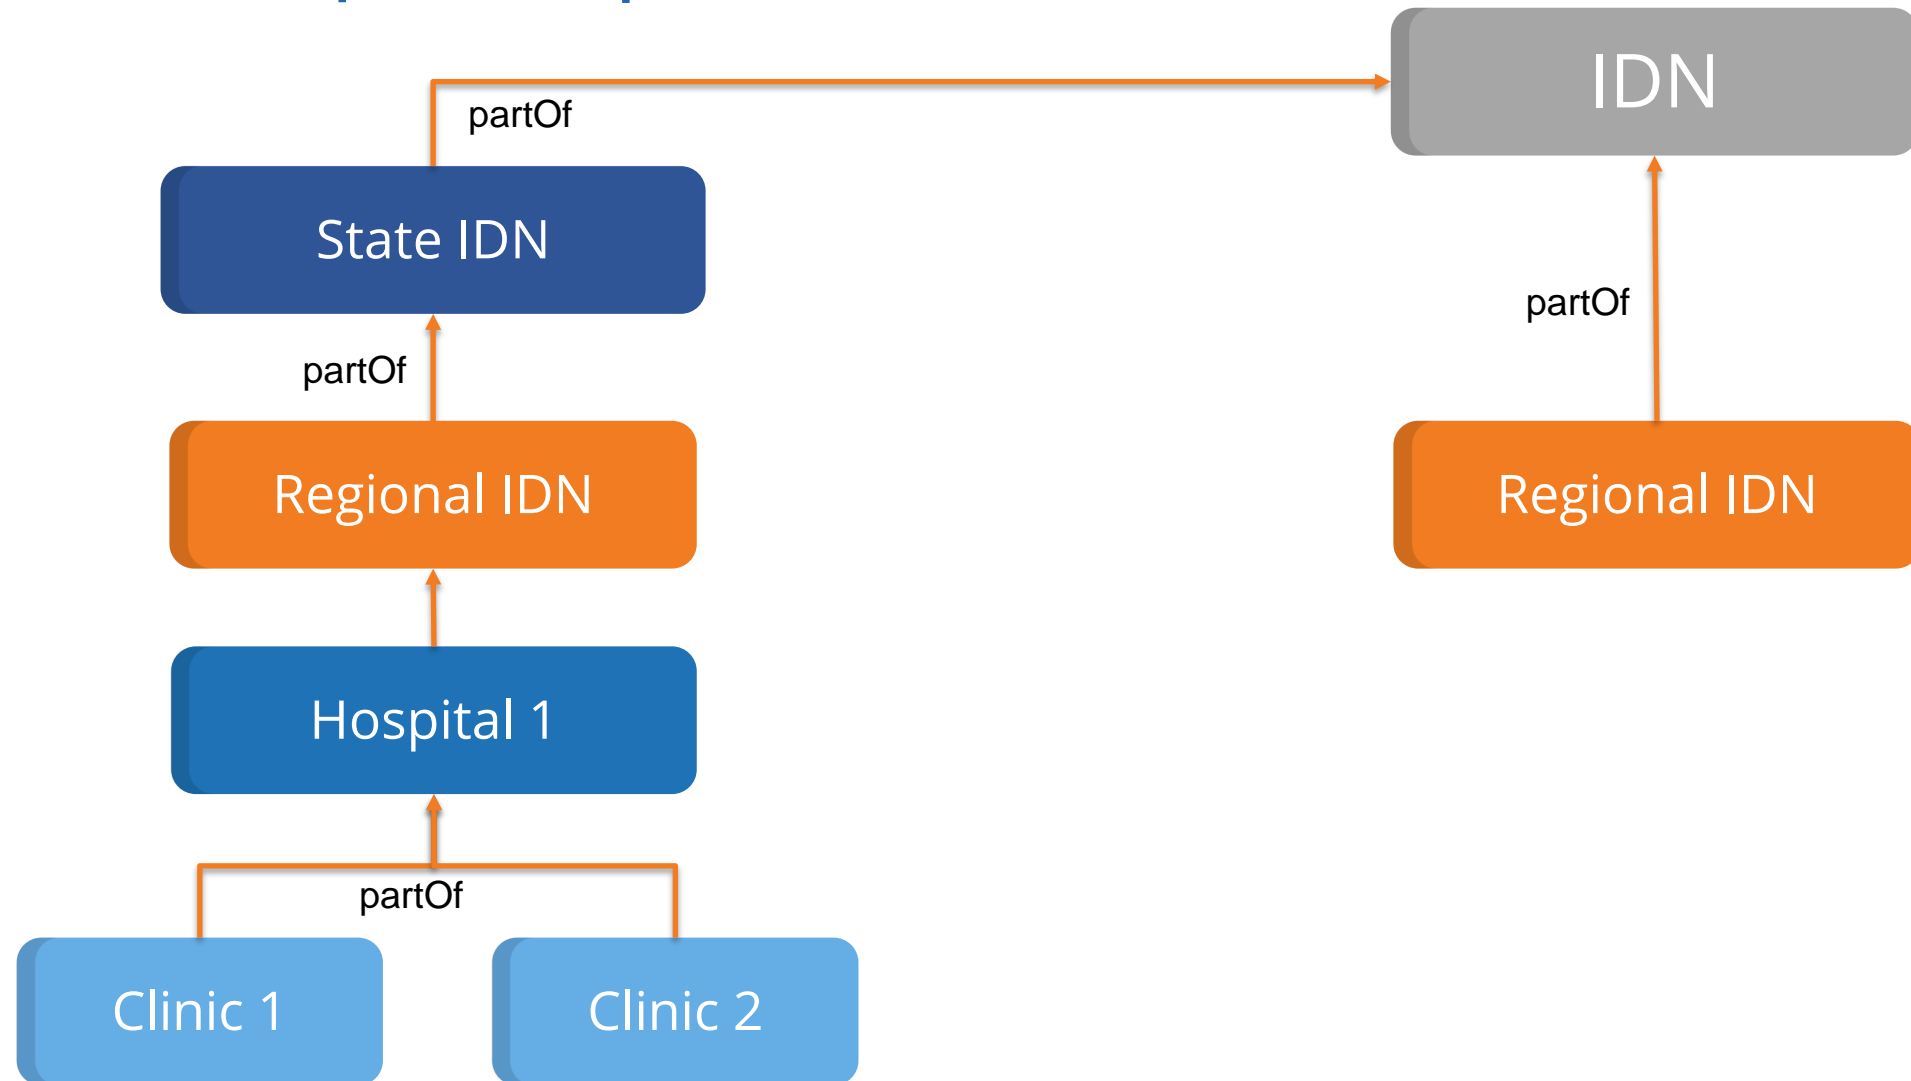 IDN
partOf
State IDN
partOf
partOf
Regional IDN
Regional IDN
Hospital 1
partOf
Clinic 1
Clinic 2